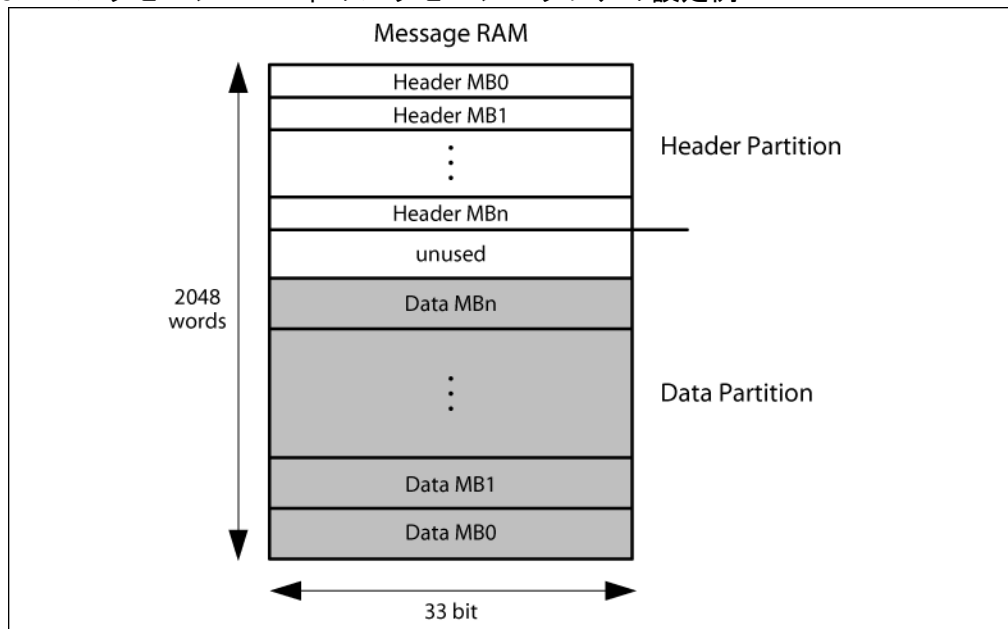 Message RAM
Header MB0
Header MB1
Header Partition
Header MBn
unused
2048
words
Data MBn
Data Partition
Data MB1
Data MB0
33 bit